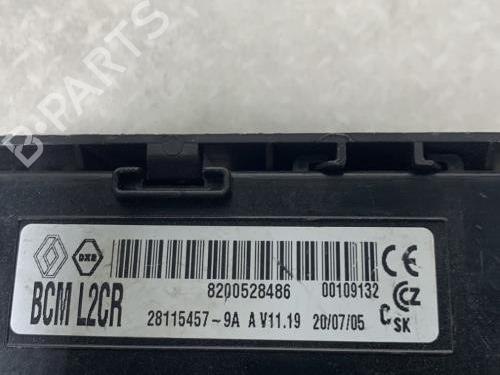 B-Parts
8200528486 00109132
BCM L2CR
28115457-9A A V11.19 20/07/05
CE
CZ
C SK